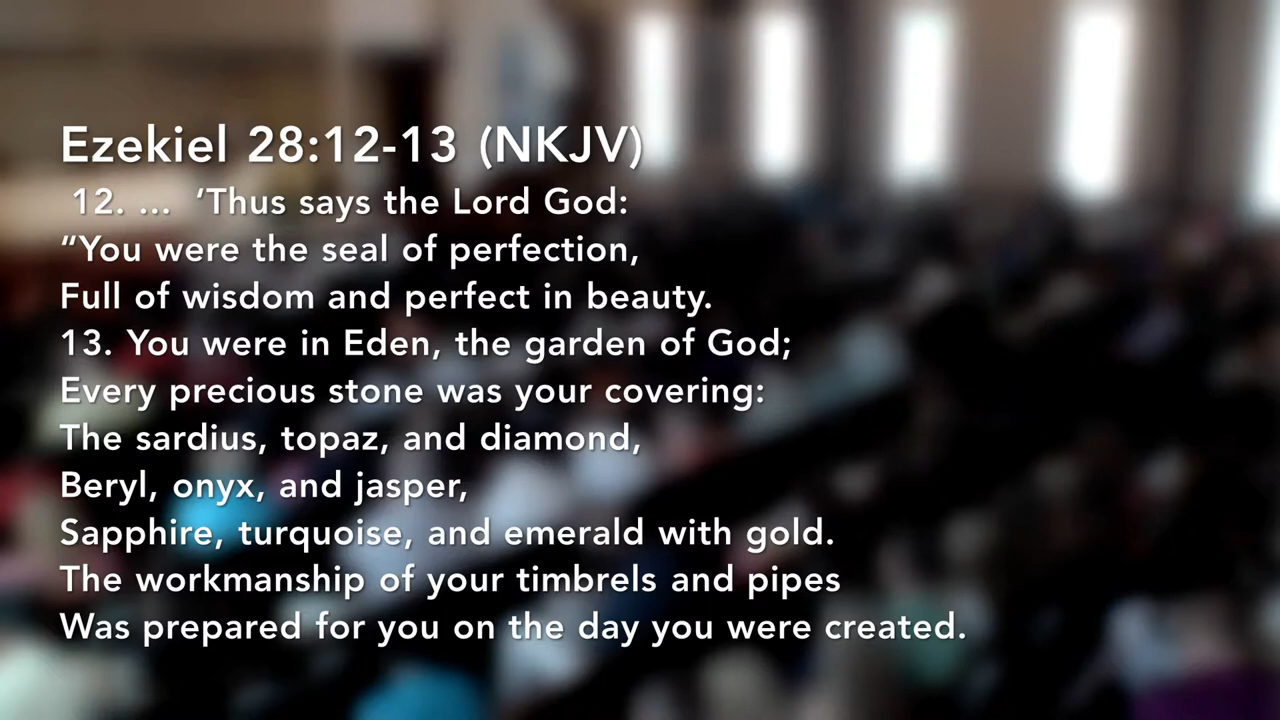 Ezekiel 28:12-13 (NKJV)
12. ... ‘Thus says the Lord God:
“You were the seal of perfection,
Full of wisdom and perfect in beauty.
13. You were in Eden, the garden of God;
Every precious stone was your covering:
The sardius, topaz, and diamond,
Beryl, onyx, and jasper,
Sapphire, turquoise, and emerald with gold.
The workmanship of your timbrels and pipes
Was prepared for you on the day you were created.